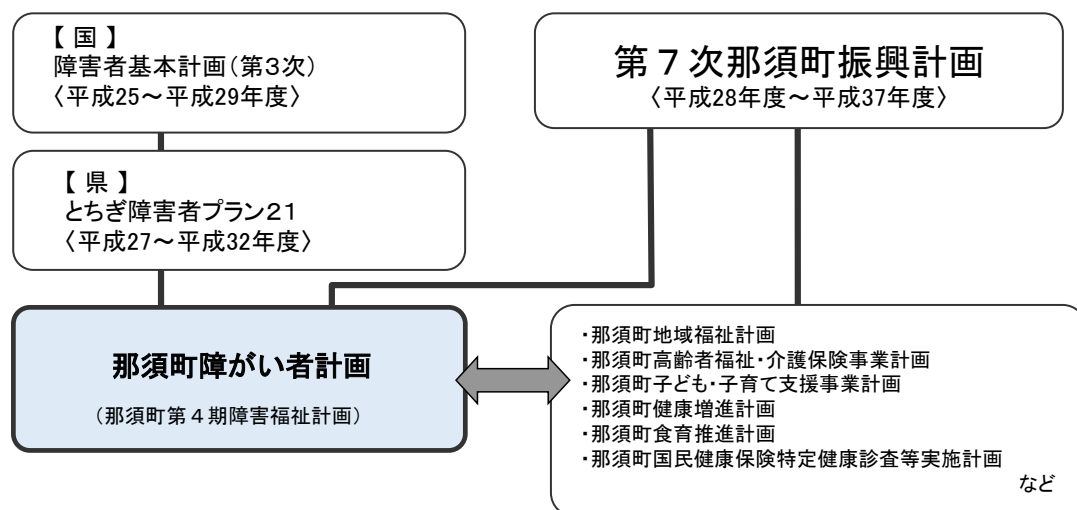 【 国 】
障害者基本計画（第３次）
〈平成25～平成29年度〉
第７次那須町振興計画
〈平成28年度～平成37年度〉
【 県 】
とちぎ障害者プラン２１
〈平成27～平成32年度〉
那須町障がい者計画
（那須町第４期障害福祉計画）
・那須町地域福祉計画
・那須町高齢者福祉・介護保険事業計画
・那須町子ども・子育て支援事業計画
・那須町健康増進計画
・那須町食育推進計画
・那須町国民健康保険特定健康診査等実施計画
など